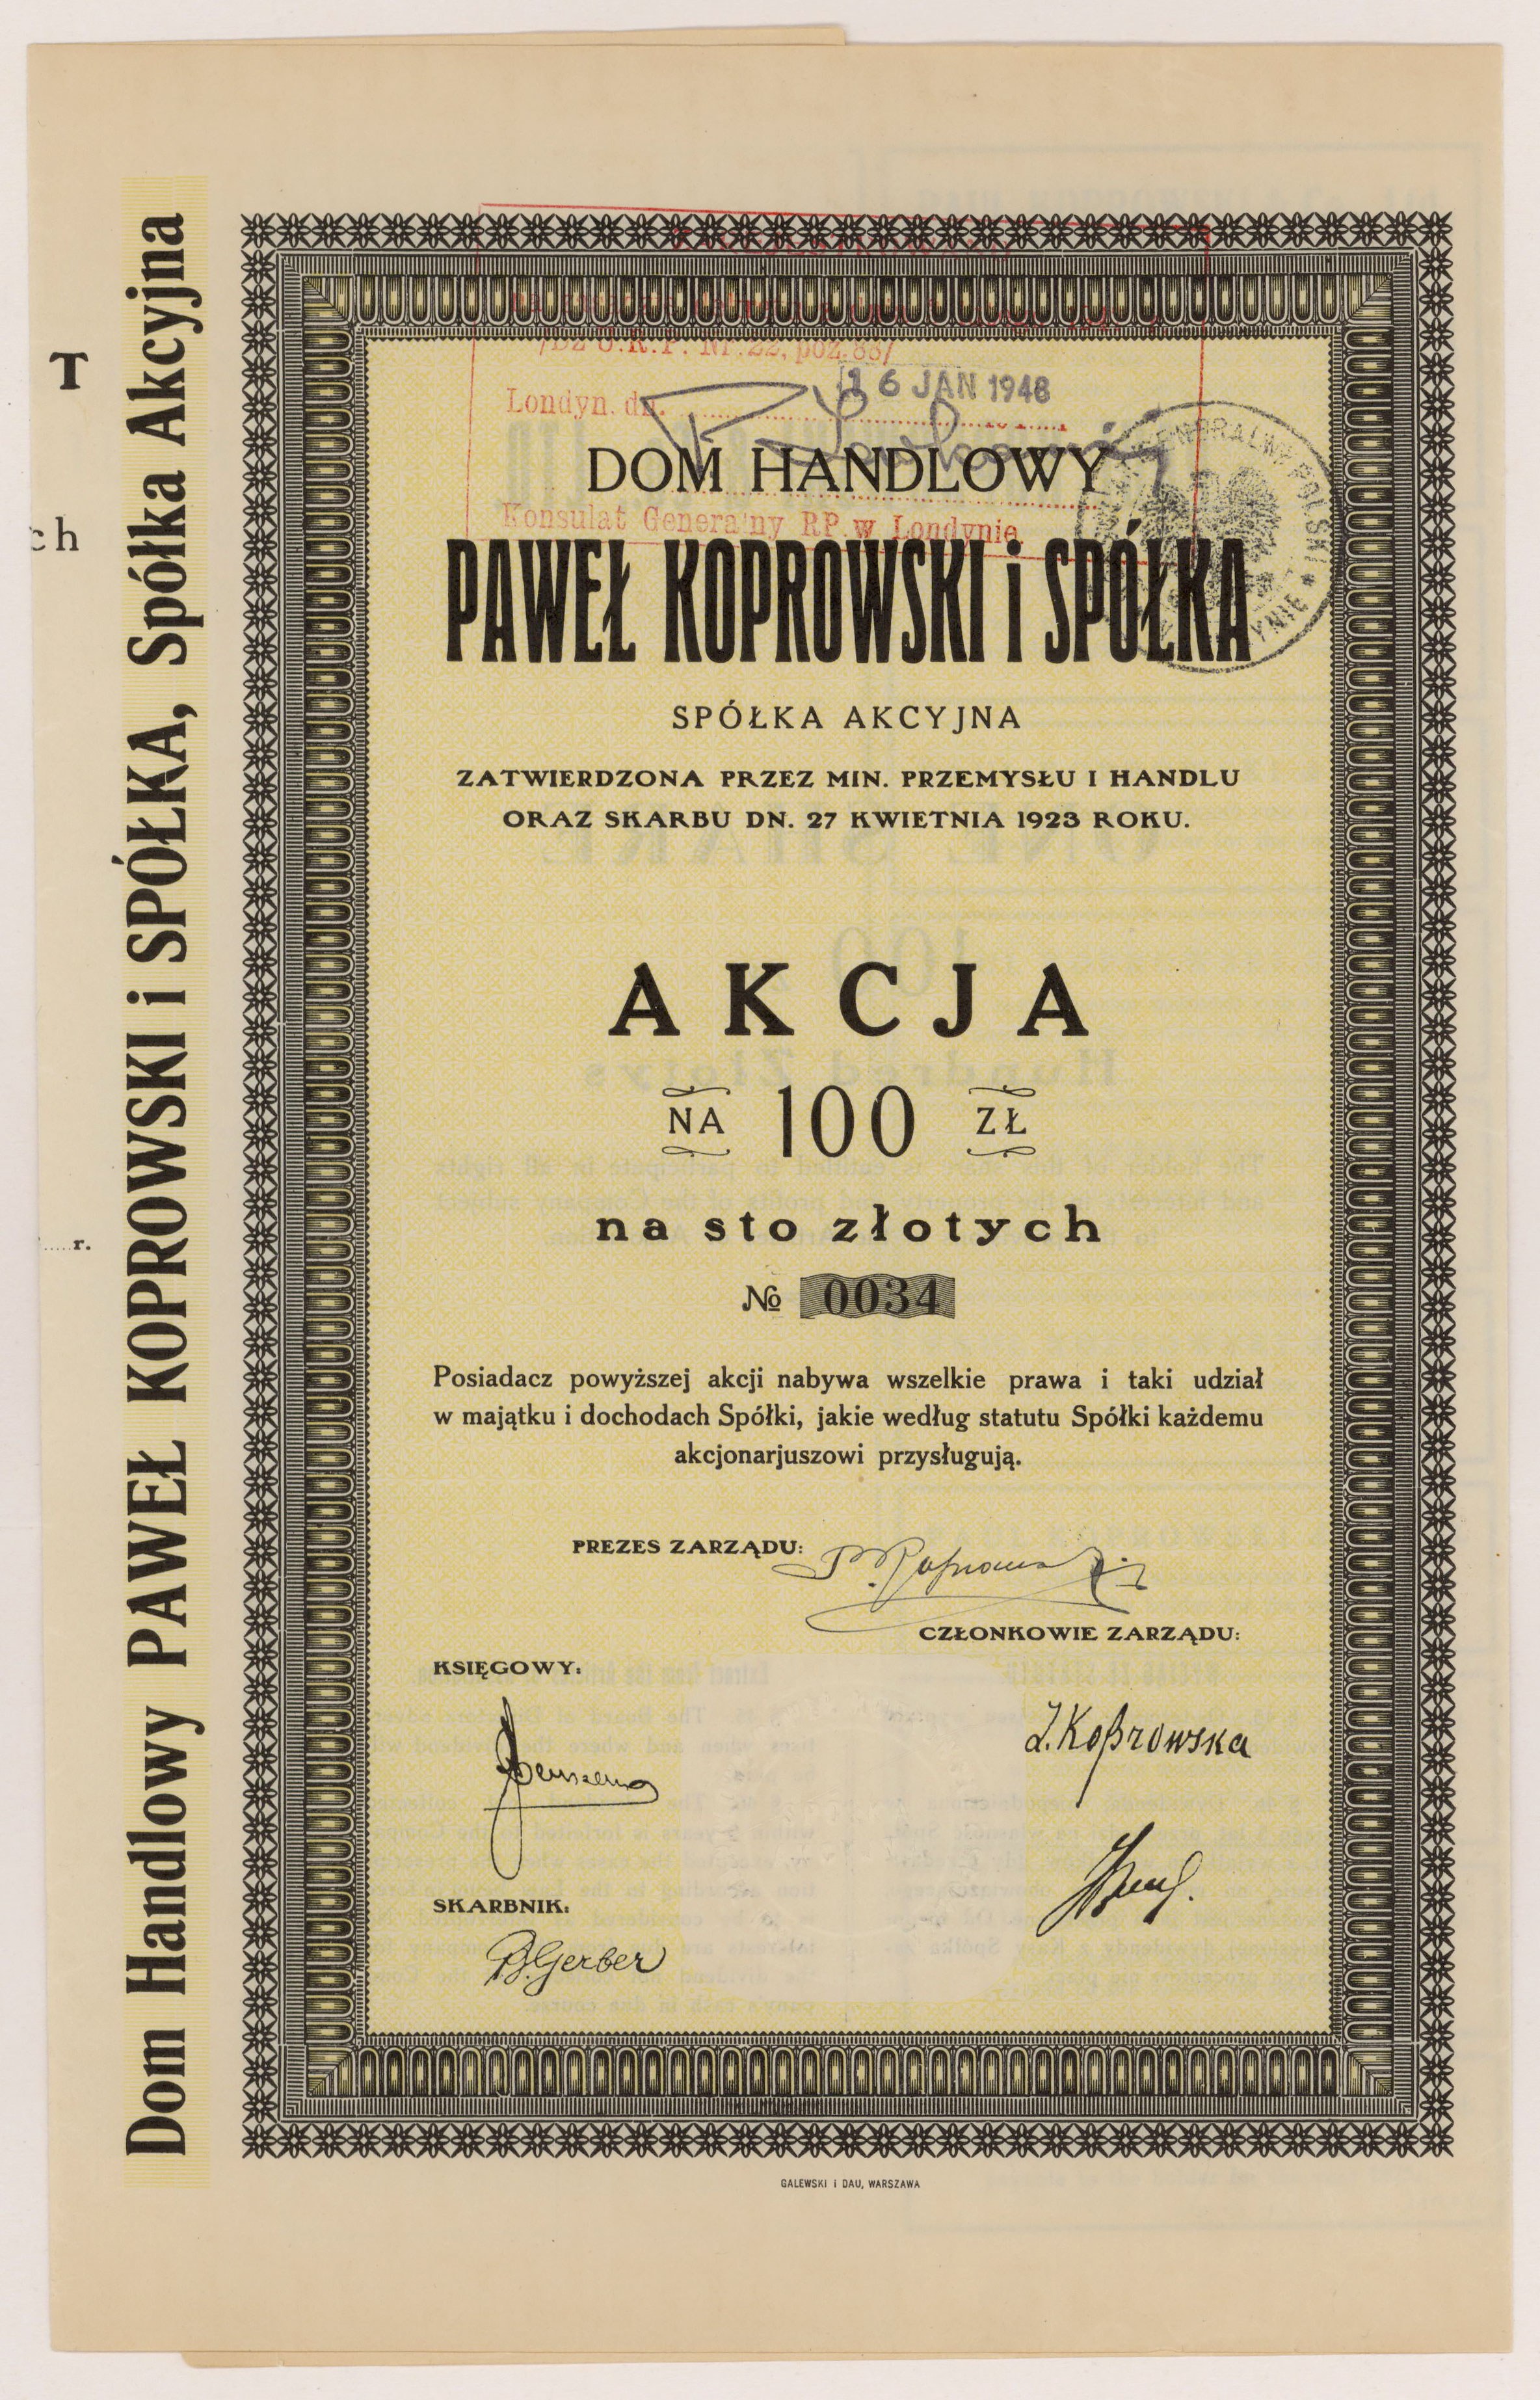 T
ch
r.
Dom Handlowy PAWEŁ KOPROWSKI i SPÓŁKA, Spółka Akcyjna
/DZ U.R.P. Nr.22, poz.88/
16 JAN 1948
Londyn. dn.
DOM HANDLOWY
Konsulat Generalny RP. w Londynie.
PAWEŁ KOPROWSKI i SPÓŁKA
SPÓŁKA AKCYJNA
ZATWIERDZONA PRZEZ MIN. PRZEMYSŁU I HANDLU
ORAZ SKARBU DN. 27 KWIETNIA 1923 ROKU.
AKCJA
NA 100 ZŁ
na sto złotych
№ 0034
Posiadacz powyższej akcji nabywa wszelkie prawa i taki udział
w majątku i dochodach Spółki, jakie według statutu Spółki każdemu
akcjonarjuszowi przysługują.
PREZES ZARZĄDU: P. Koprowski
CZŁONKOWIE ZARZĄDU:
KSIĘGOWY:
J. Koprowska
SKARBNIK:
B. Gerber
GALEWSKI i DAU, WARSZAWA